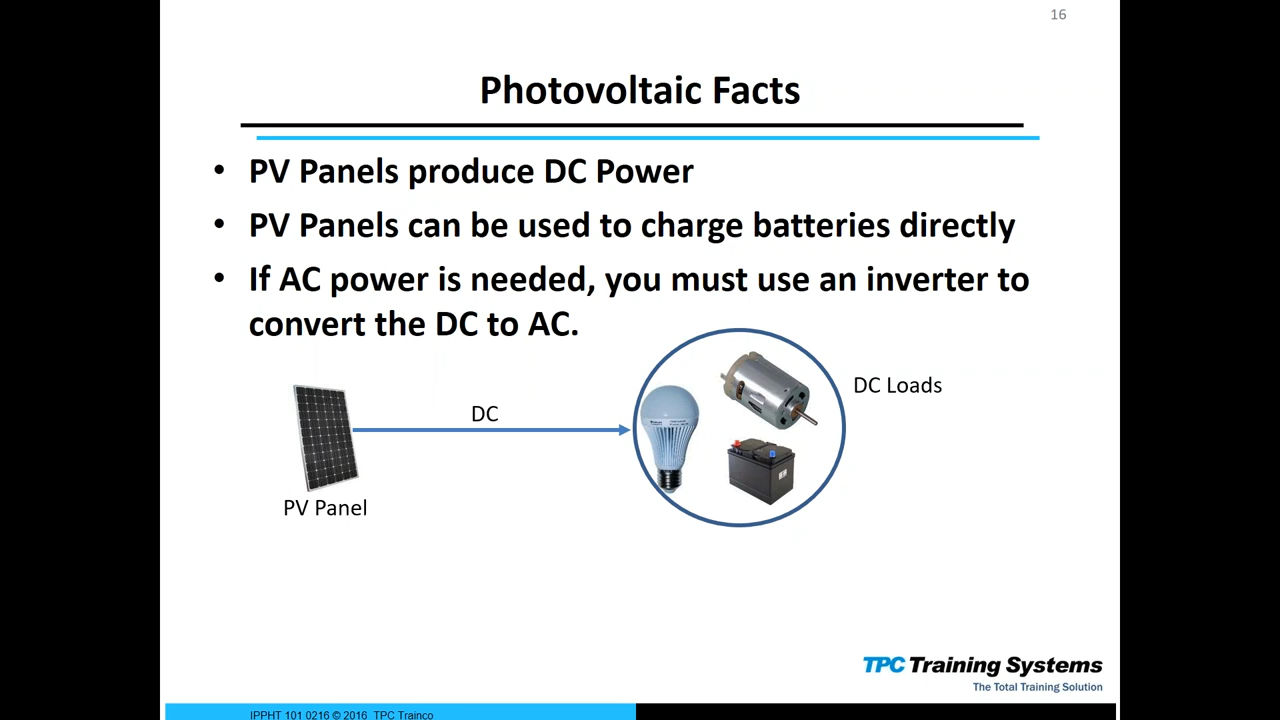 16
Photovoltaic Facts
• PV Panels produce DC Power
• PV Panels can be used to charge batteries directly
• If AC power is needed, you must use an inverter to
convert the DC to AC.
DC Loads
DC
PV Panel
TPC Training Systems
The Total Training Solution
IPPHT 101 0216 © 2016 TPC Trainco